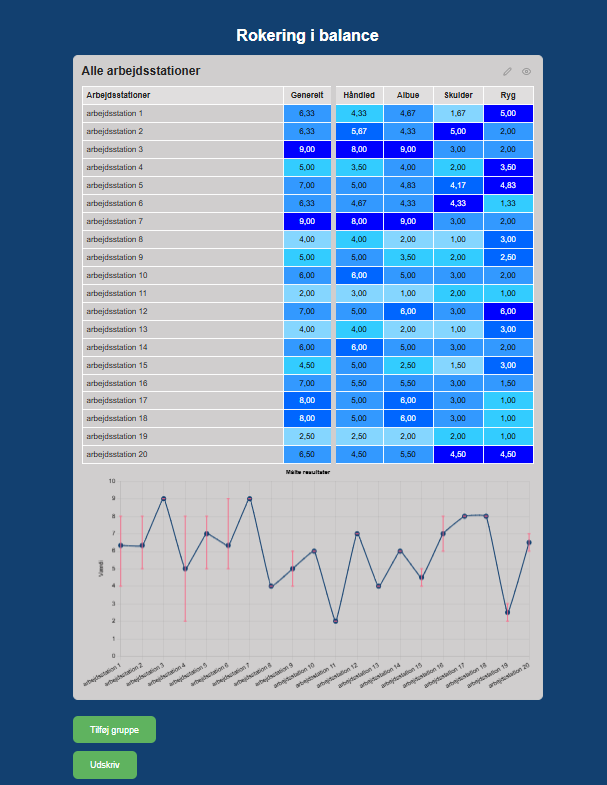 Rokering i balance
Alle arbejdsstationer
Arbejdsstationer Generelt Håndled Albue Skulder Ryg
arbejdsstation 1 6,33 4,33 4,67 1,67 5,00
arbejdsstation 2 6,33 5,67 4,33 5,00 2,00
arbejdsstation 3 9,00 8,00 9,00 3,00 2,00
arbejdsstation 4 5,00 3,50 4,00 2,00 3,50
arbejdsstation 5 7,00 5,00 4,83 4,17 4,83
arbejdsstation 6 6,33 4,67 4,33 4,33 1,33
arbejdsstation 7 9,00 8,00 9,00 3,00 2,00
arbejdsstation 8 4,00 4,00 2,00 1,00 3,00
arbejdsstation 9 5,00 5,00 3,50 2,00 2,50
arbejdsstation 10 6,00 6,00 5,00 3,00 2,00
arbejdsstation 11 2,00 3,00 1,00 2,00 1,00
arbejdsstation 12 7,00 5,00 6,00 3,00 6,00
arbejdsstation 13 4,00 4,00 2,00 1,00 3,00
arbejdsstation 14 6,00 6,00 5,00 3,00 2,00
arbejdsstation 15 4,50 5,00 2,50 1,50 3,00
arbejdsstation 16 7,00 5,50 5,50 3,00 1,50
arbejdsstation 17 8,00 5,00 6,00 3,00 1,00
arbejdsstation 18 8,00 5,00 6,00 3,00 1,00
arbejdsstation 19 2,50 2,50 2,00 2,00 1,00
arbejdsstation 20 6,50 4,50 5,50 4,50 4,50
Målte resultater
10
9
8
7
6
5
4
3
2
1
0
Værdi
arbejdsstation 1
arbejdsstation 2
arbejdsstation 3
arbejdsstation 4
arbejdsstation 5
arbejdsstation 6
arbejdsstation 7
arbejdsstation 8
arbejdsstation 9
arbejdsstation 10
arbejdsstation 11
arbejdsstation 12
arbejdsstation 13
arbejdsstation 14
arbejdsstation 15
arbejdsstation 16
arbejdsstation 17
arbejdsstation 18
arbejdsstation 19
arbejdsstation 20
Tilføj gruppe
Udskriv